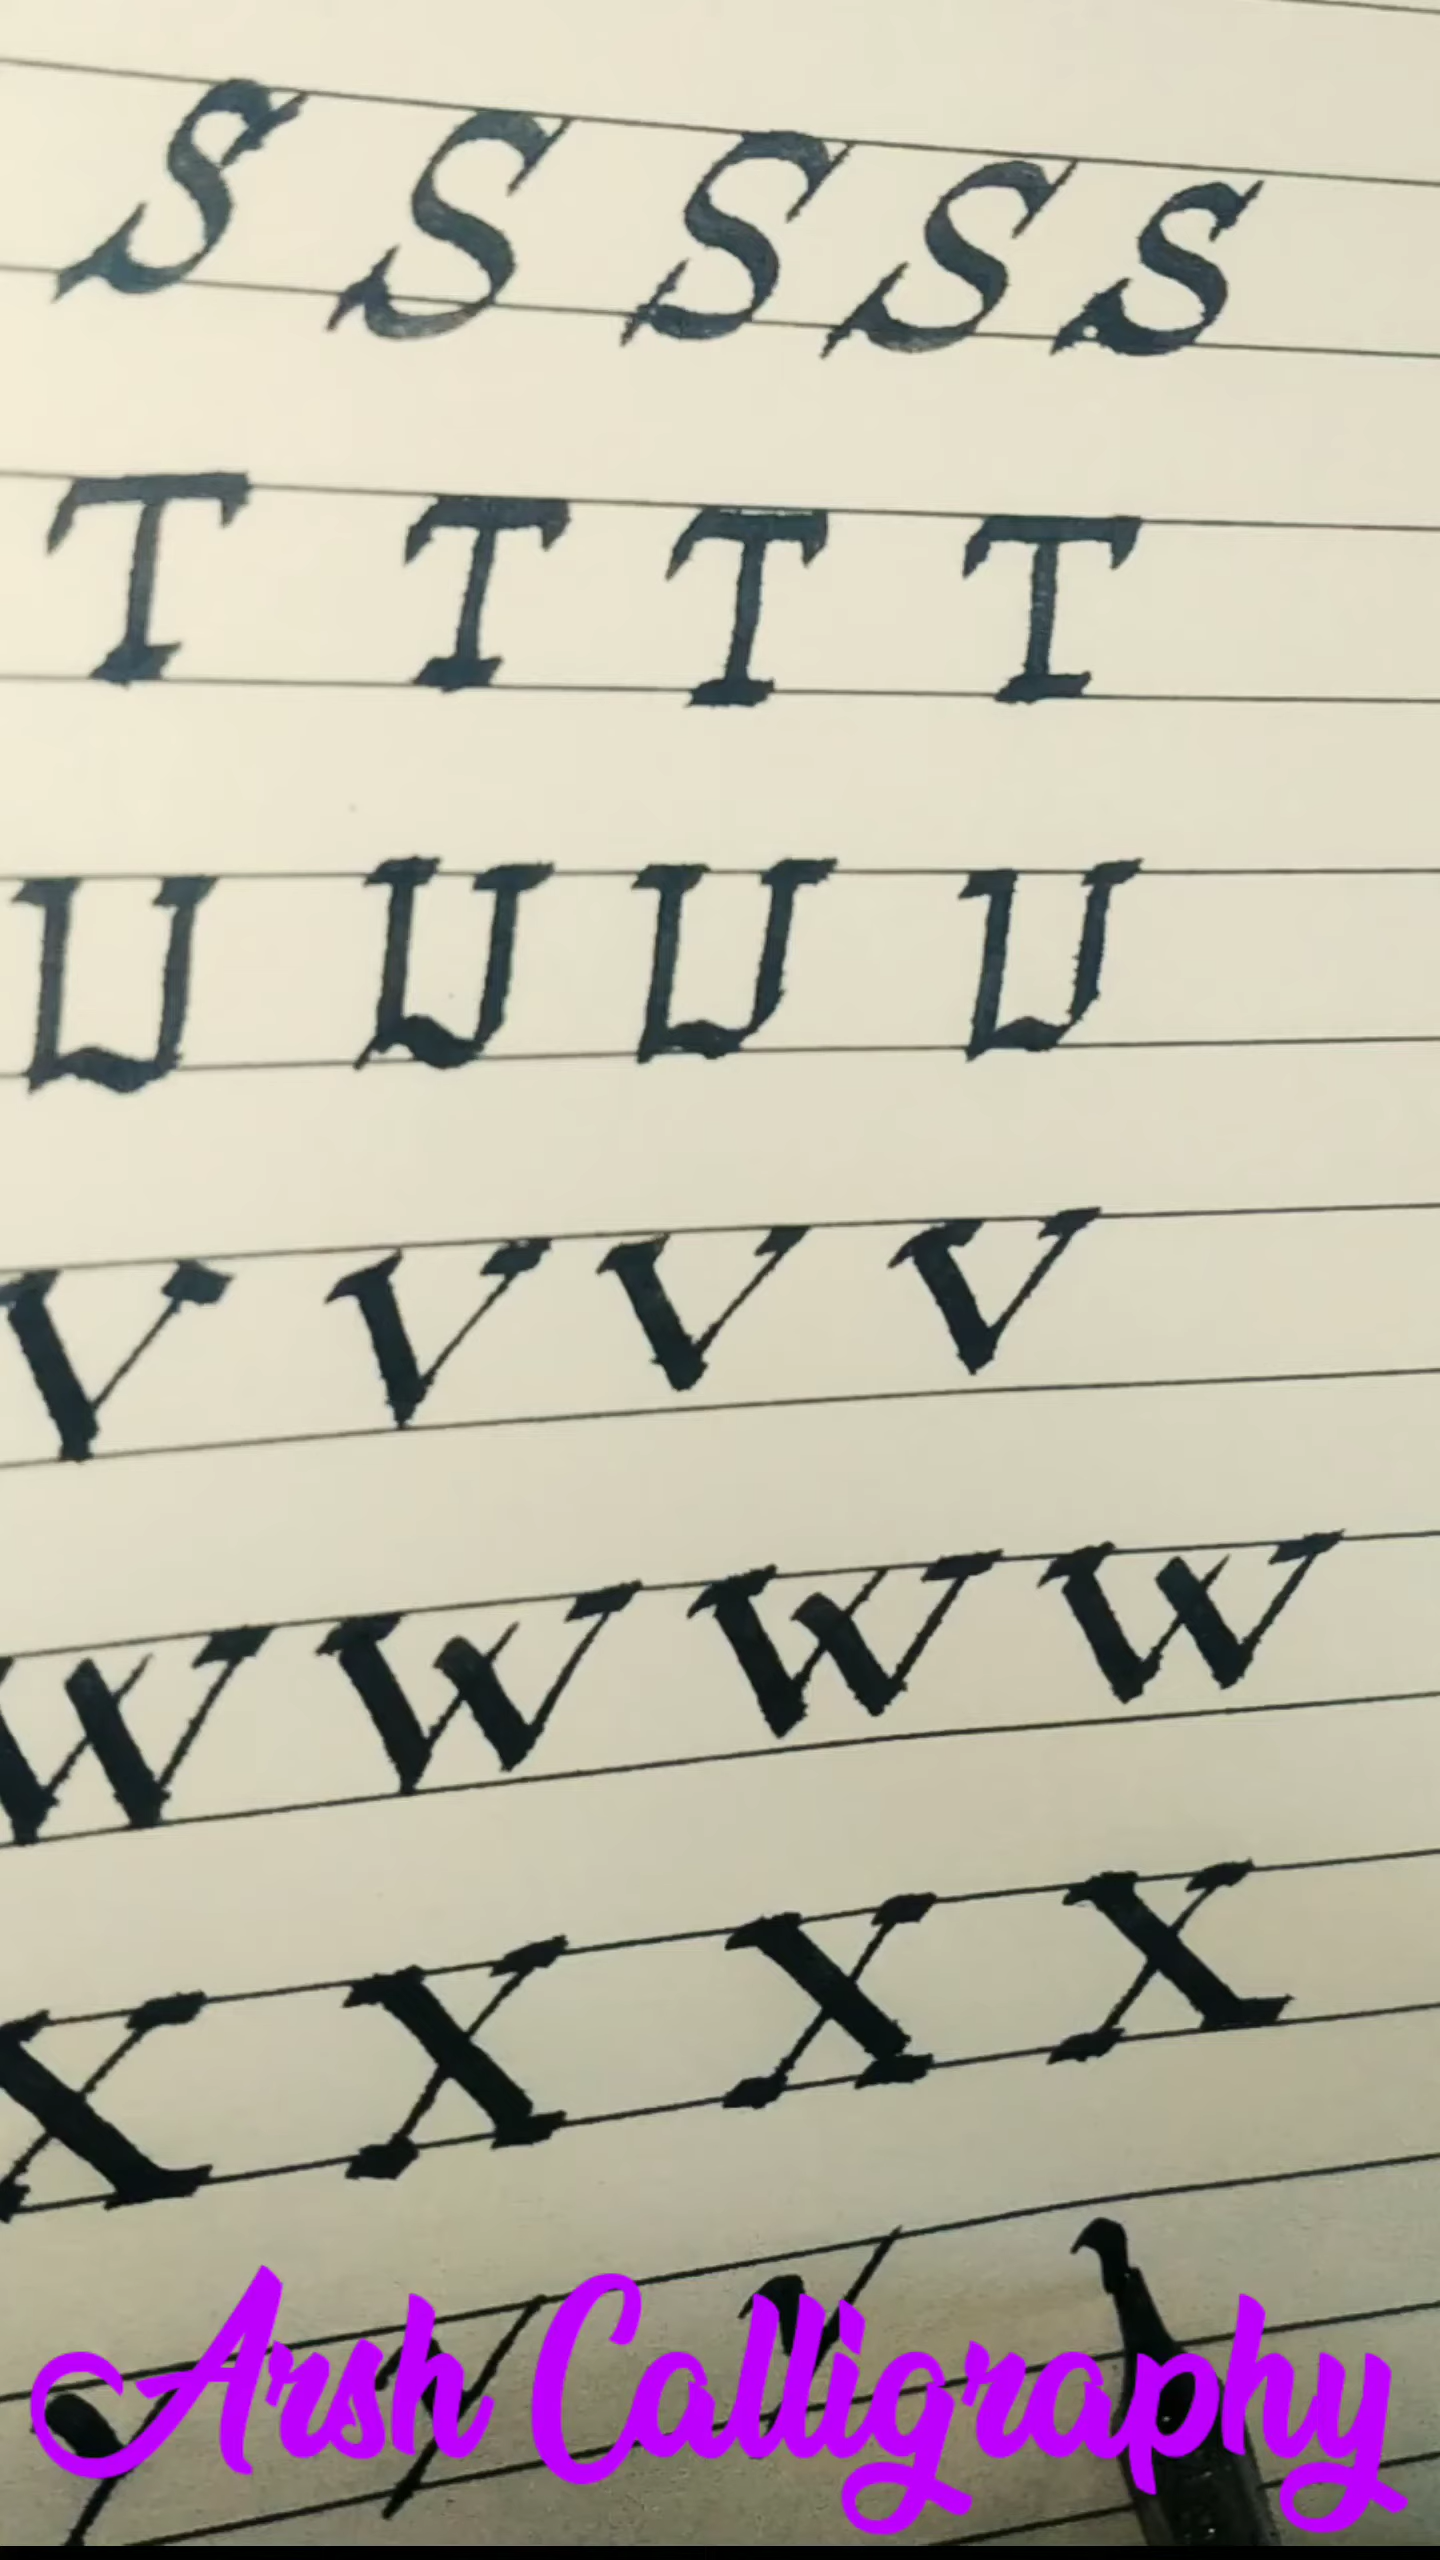 S S S S S
T T T T
U U U U
V V V V
W W W W
X X X X
Y Y Y
Arsh Calligraphy